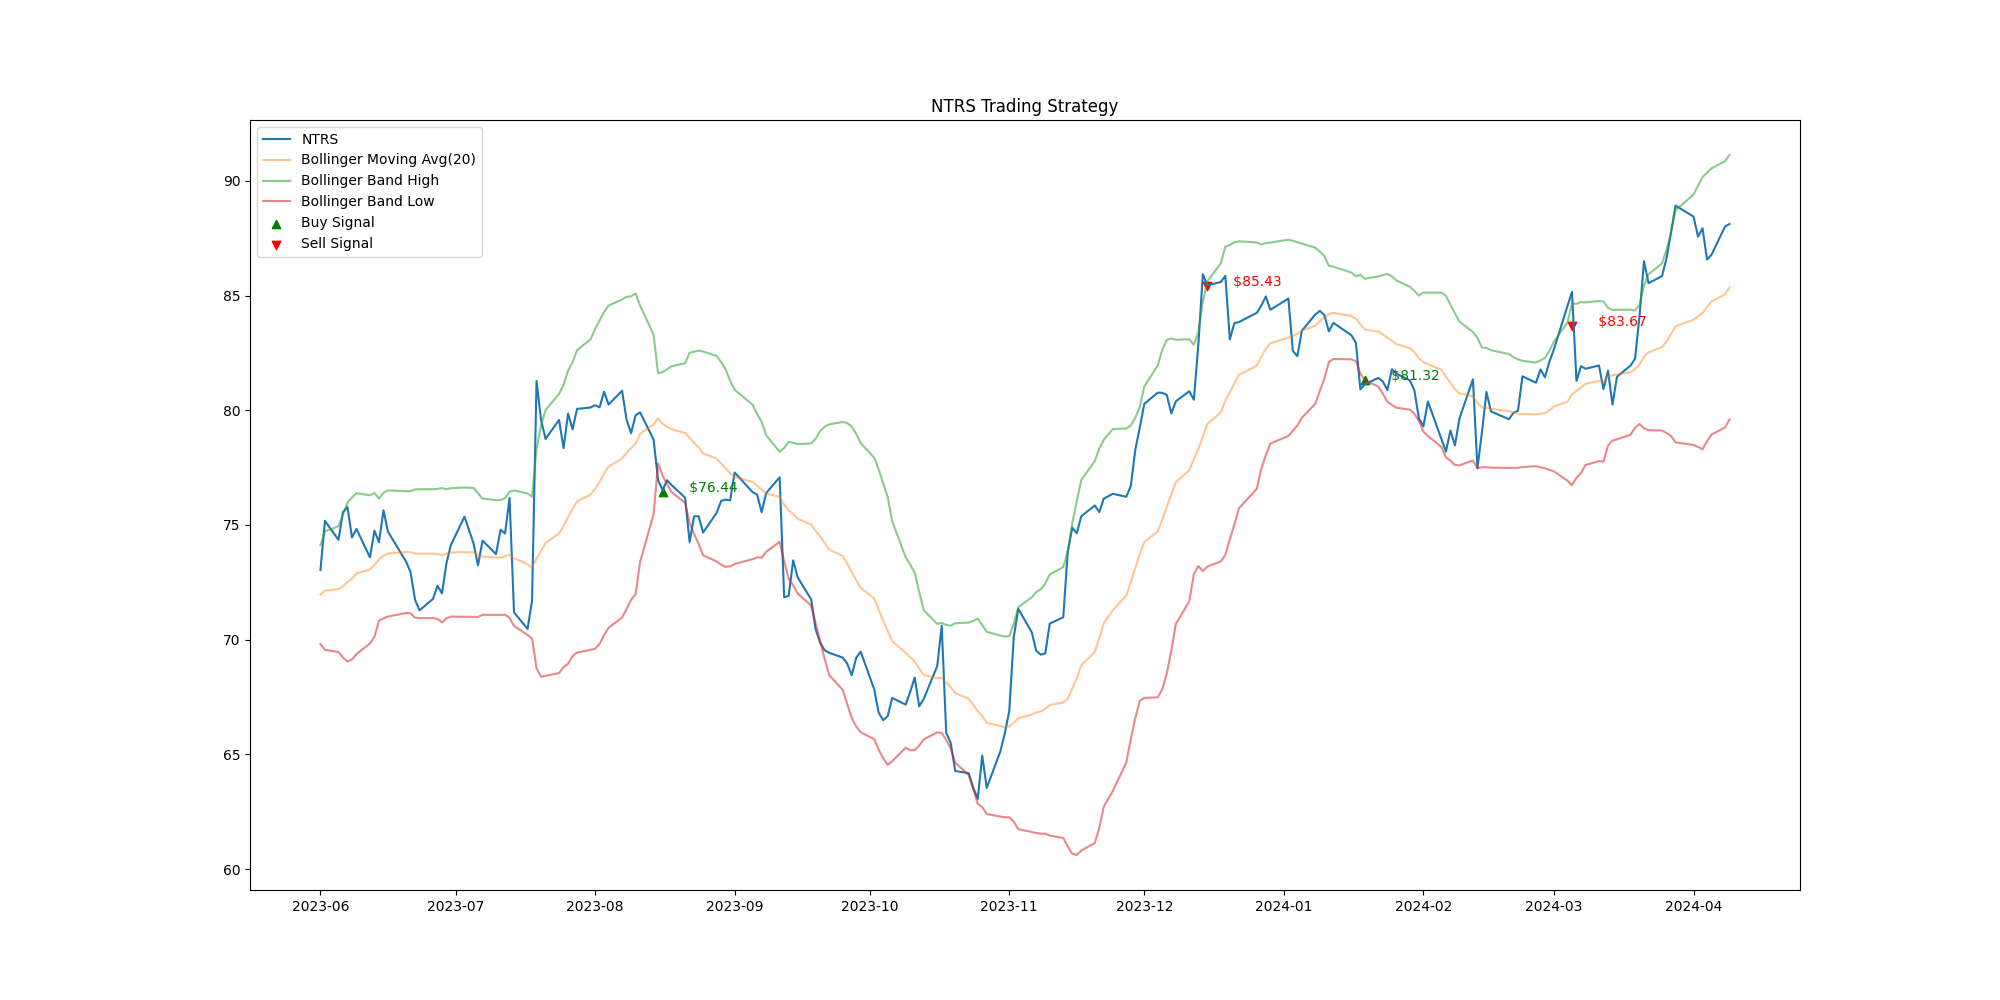 NTRS Trading Strategy
NTRS
Bollinger Moving Avg(20)
Bollinger Band High
Bollinger Band Low
Buy Signal
Sell Signal
90
85
80
75
70
65
60
$76.44
$85.43
$81.32
$83.67
2023-06 2023-07 2023-08 2023-09 2023-10 2023-11 2023-12 2024-01 2024-02 2024-03 2024-04